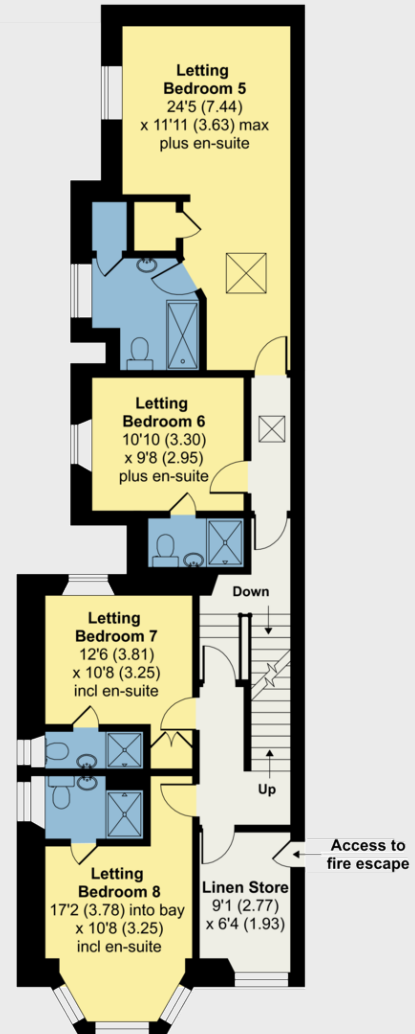 Letting
Bedroom 5
24'5 (7.44)
x 11'11 (3.63) max
plus en-suite
Letting
Bedroom 6
10'10 (3.30)
x 9'8 (2.95)
plus en-suite
Down
Letting
Bedroom 7
12'6 (3.81)
x 10'8 (3.25)
incl en-suite
Up
Access to
fire escape
Letting
Bedroom 8
17'2 (3.78) into bay
x 10'8 (3.25)
incl en-suite
Linen Store
9'1 (2.77)
x 6'4 (1.93)